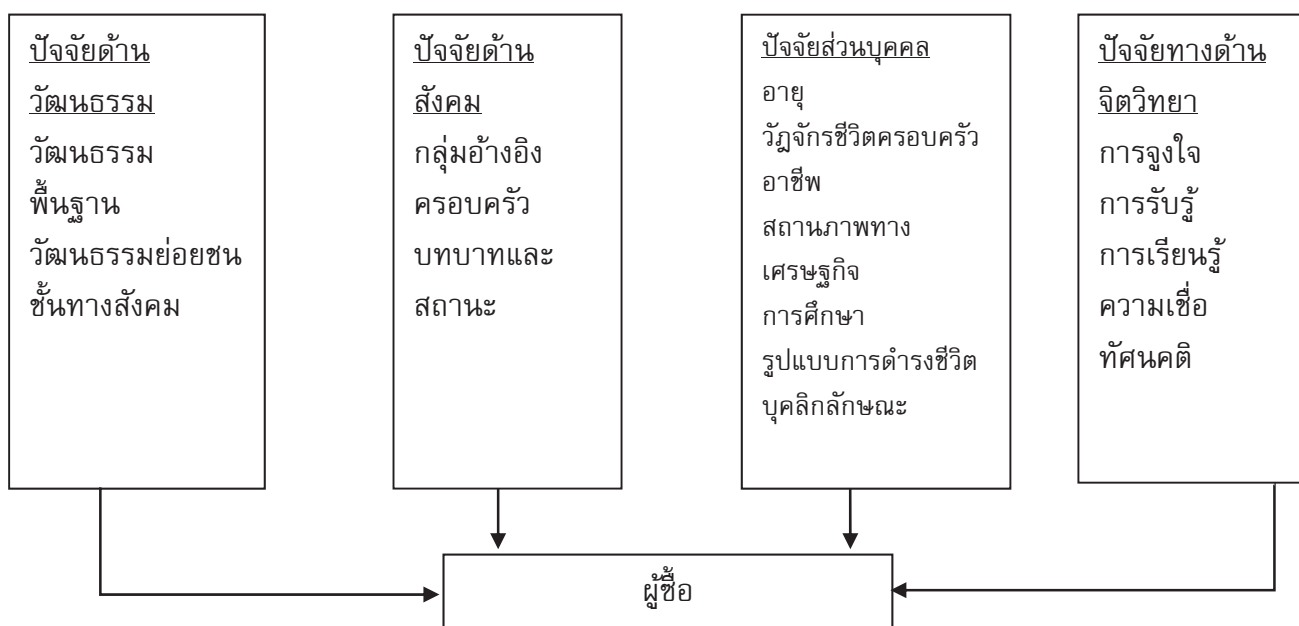 ปัจจัยด้าน
วัฒนธรรม
วัฒนธรรม
พื้นฐาน
วัฒนธรรมย่อยชน
ชั้นทางสังคม
ปัจจัยด้าน
สังคม
กลุ่มอ้างอิง
ครอบครัว
บทบาทและ
สถานะ
ปัจจัยส่วนบุคคล
อายุ
วัฎจักรชีวิตครอบครัว
อาชีพ
สถานภาพทาง
เศรษฐกิจ
การศึกษา
รูปแบบการดำรงชีวิต
บุคลิกลักษณะ
ปัจจัยทางด้าน
จิตวิทยา
การจูงใจ
การรับรู้
การเรียนรู้
ความเชื่อ
ทัศนคติ
ผู้ซื้อ